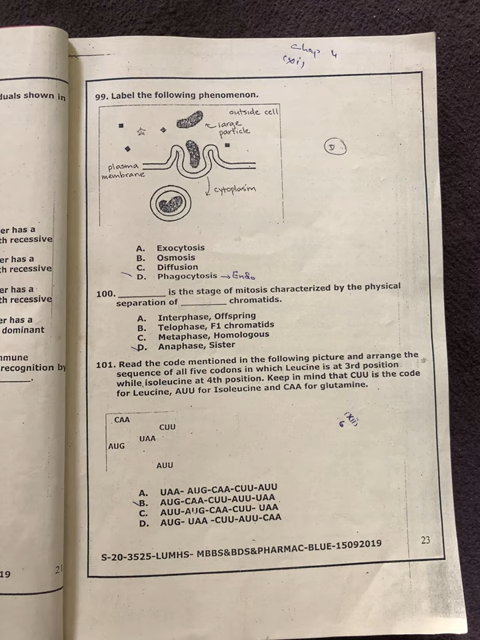 Chap 4
(xi)
duals shown in
er has a
th recessive
er has a
th recessive
er has a
th recessive
er has a
dominant
mmune
recognition by
______.
19
99. Label the following phenomenon.
outside cell
large
particle
plasma
membrane
cytoplasm
D
A. Exocytosis
B. Osmosis
C. Diffusion
D. Phagocytosis → Endo
100. ________ is the stage of mitosis characterized by the physical
separation of ________ chromatids.
A. Interphase, Offspring
B. Telophase, F1 chromatids
C. Metaphase, Homologous
D. Anaphase, Sister
101. Read the code mentioned in the following picture and arrange the
sequence of all five codons in which Leucine is at 3rd position
while isoleucine at 4th position. Keep in mind that CUU is the code
for Leucine, AUU for Isoleucine and CAA for glutamine.
CAA
CUU
UAA
AUG
AUU
A. UAA- AUG-CAA-CUU-AUU
B. AUG-CAA-CUU-AUU-UAA
C. AUU-AUG-CAA-CUU- UAA
D. AUG- UAA -CUU-AUU-CAA
S-20-3525-LUMHS- MBBS&BDS&PHARMAC-BLUE-15092019
23